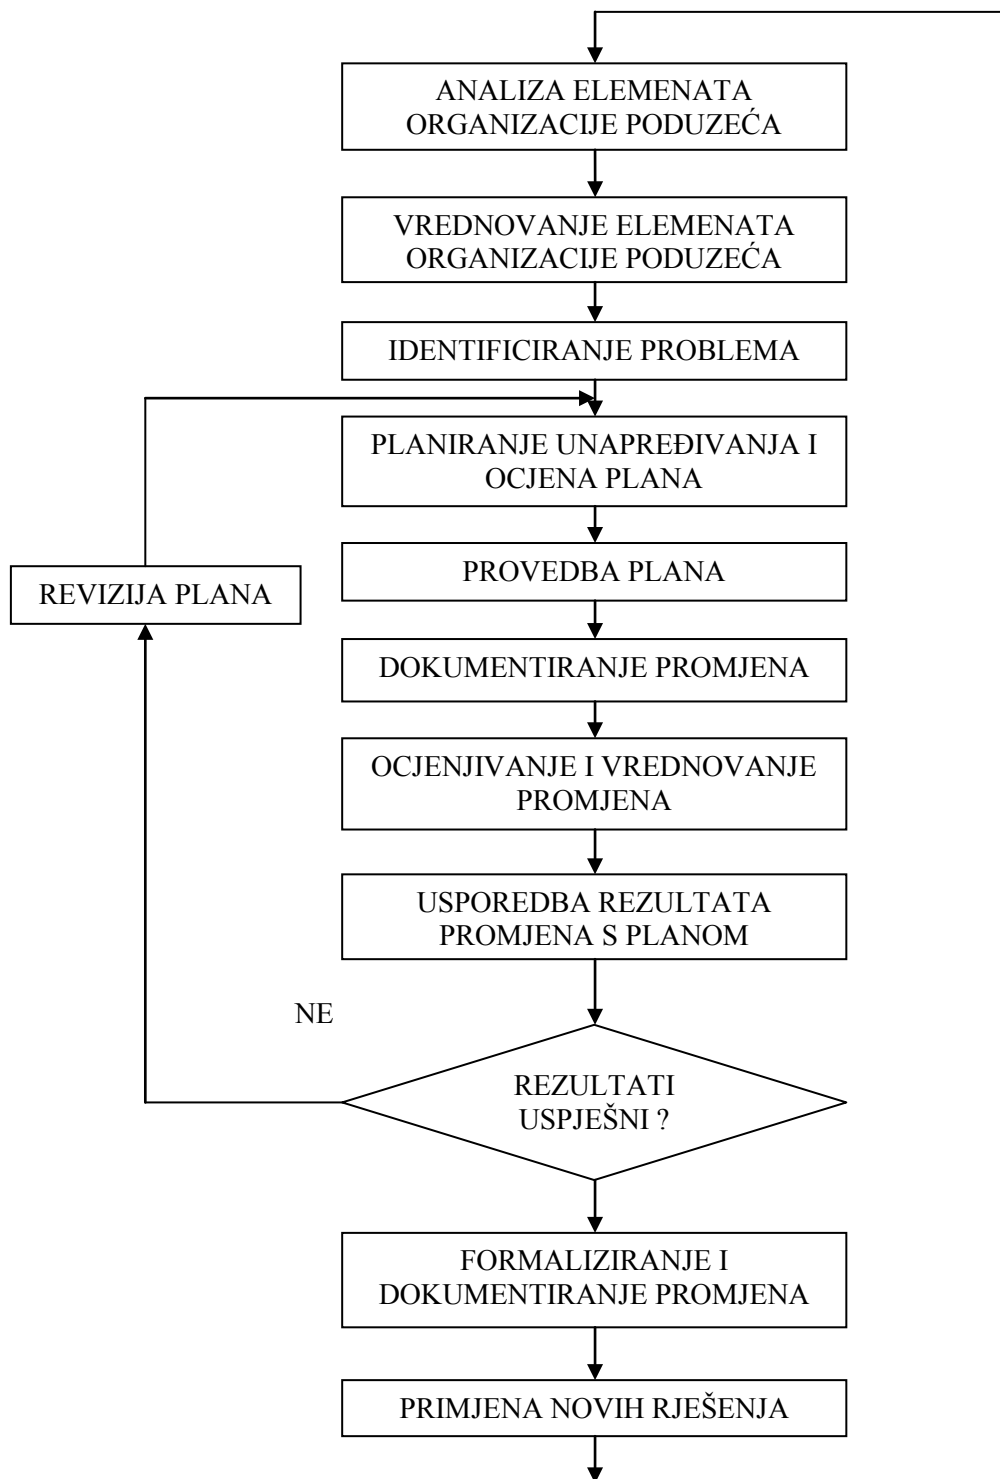 ANALIZA ELEMENATA
ORGANIZACIJE PODUZEĆA
VREDNOVANJE ELEMENATA
ORGANIZACIJE PODUZEĆA
IDENTIFICIRANJE PROBLEMA
PLANIRANJE UNAPREĐIVANJA I
OCJENA PLANA
PROVEDBA PLANA
REVIZIJA PLANA
DOKUMENTIRANJE PROMJENA
OCJENJIVANJE I VREDNOVANJE
PROMJENA
USPOREDBA REZULTATA
PROMJENA S PLANOM
NE
REZULTATI
USPJEŠNI ?
FORMALIZIRANJE I
DOKUMENTIRANJE PROMJENA
PRIMJENA NOVIH RJEŠENJA